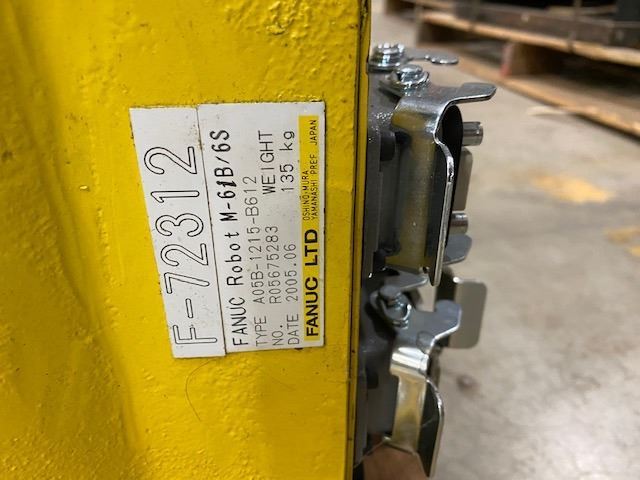 F-72312
FANUC Robot M-6iB/6S
TYPE A05B-1215-B612
NO. R05675283 WEIGHT
DATE 2005.06 135 kg
FANUC LTD OSHINO-MURA
YAMANASHI PREF. JAPAN